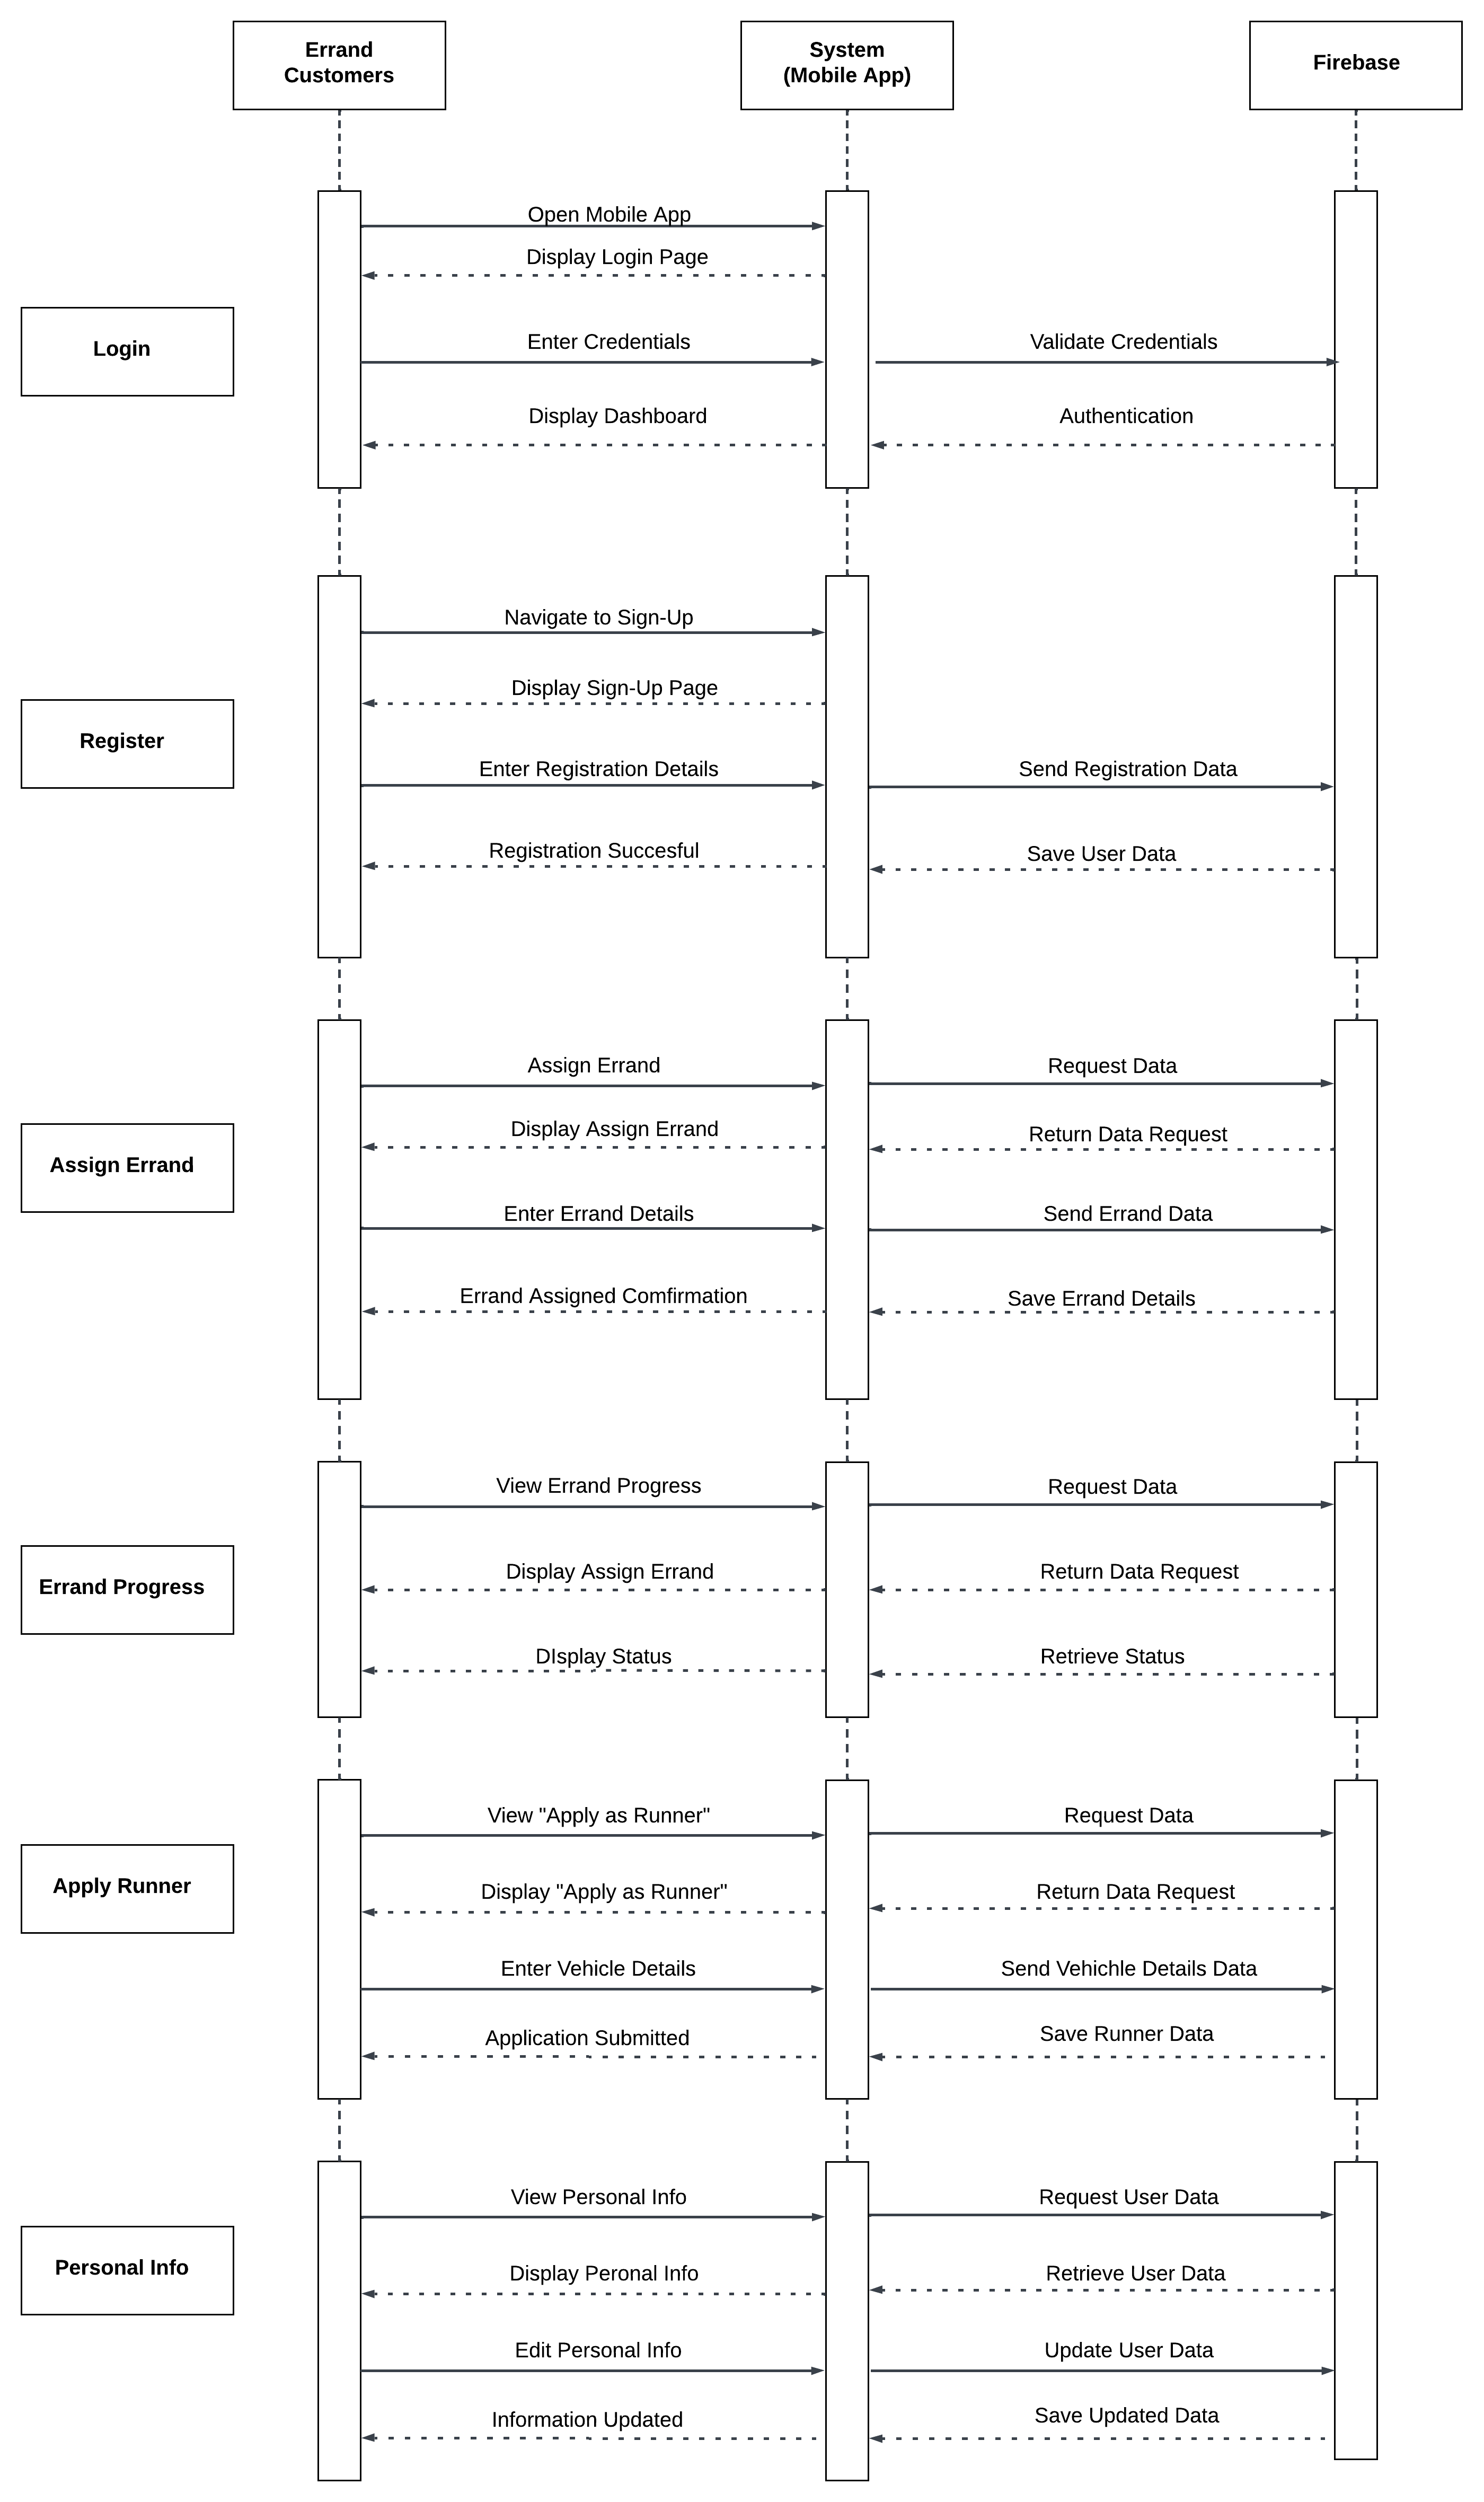 Errand
Customers
System
(Mobile App)
Firebase
Open Mobile App
Display Login Page
Login
Enter Credentials
Validate Credentials
Display Dashboard
Authentication
Navigate to Sign-Up
Display Sign-Up Page
Register
Enter Registration Details
Send Registration Data
Registration Succesful
Save User Data
Assign Errand
Request Data
Display Assign Errand
Return Data Request
Assign Errand
Enter Errand Details
Send Errand Data
Errand Assigned Comfirmation
Save Errand Details
View Errand Progress
Request Data
Display Assign Errand
Return Data Request
Errand Progress
DIsplay Status
Retrieve Status
View "Apply as Runner"
Request Data
Apply Runner
Display "Apply as Runner"
Return Data Request
Enter Vehicle Details
Send Vehichle Details Data
Application Submitted
Save Runner Data
View Personal Info
Request User Data
Personal Info
Display Peronal Info
Retrieve User Data
Edit Personal Info
Update User Data
Information Updated
Save Updated Data